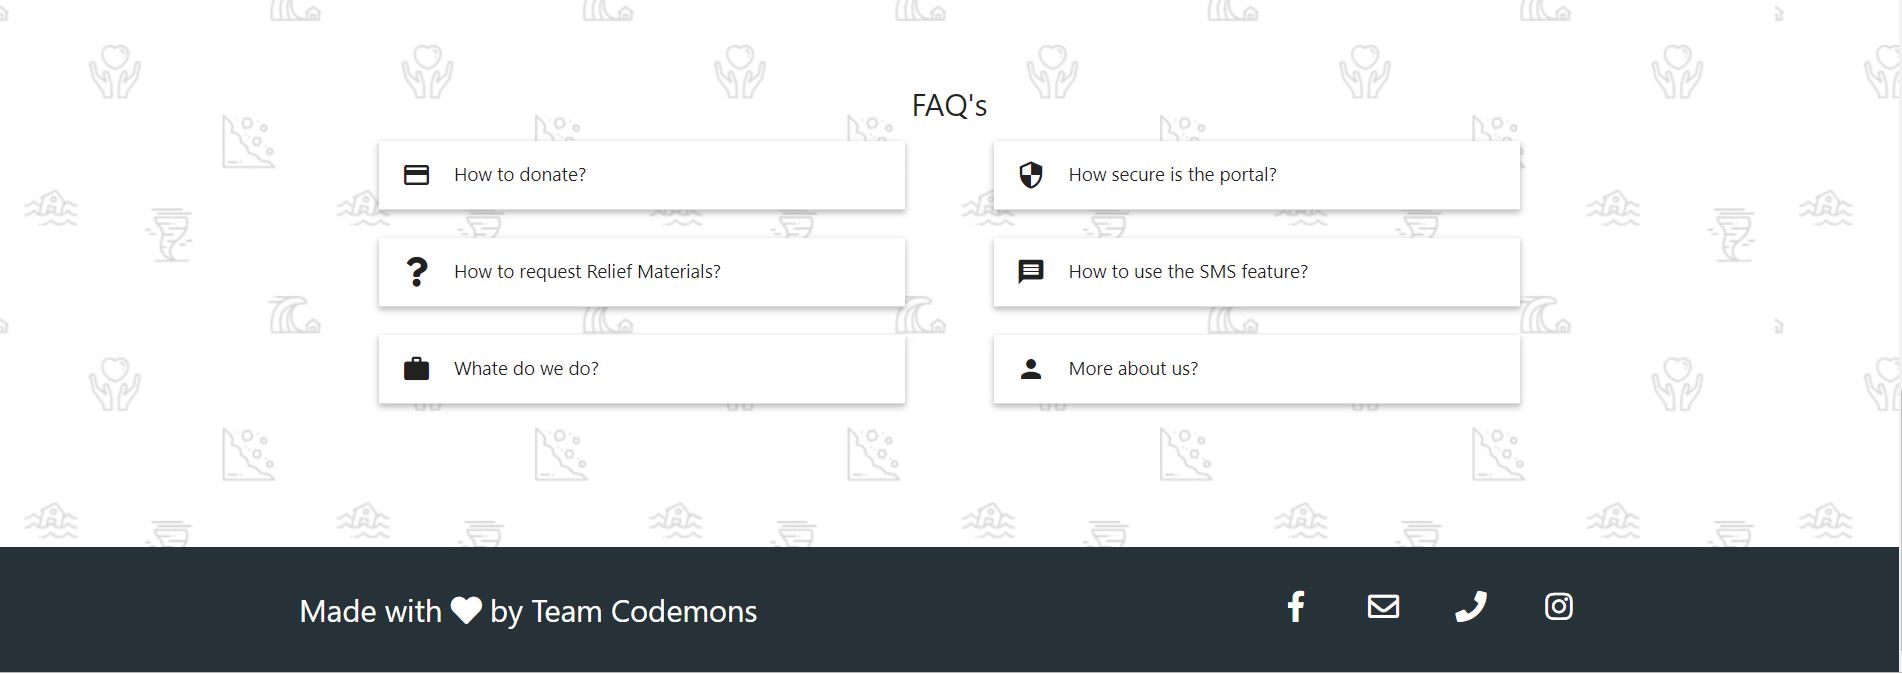 FAQ's
How to donate?
How secure is the portal?
How to request Relief Materials?
How to use the SMS feature?
Whate do we do?
More about us?
Made with by Team Codemons